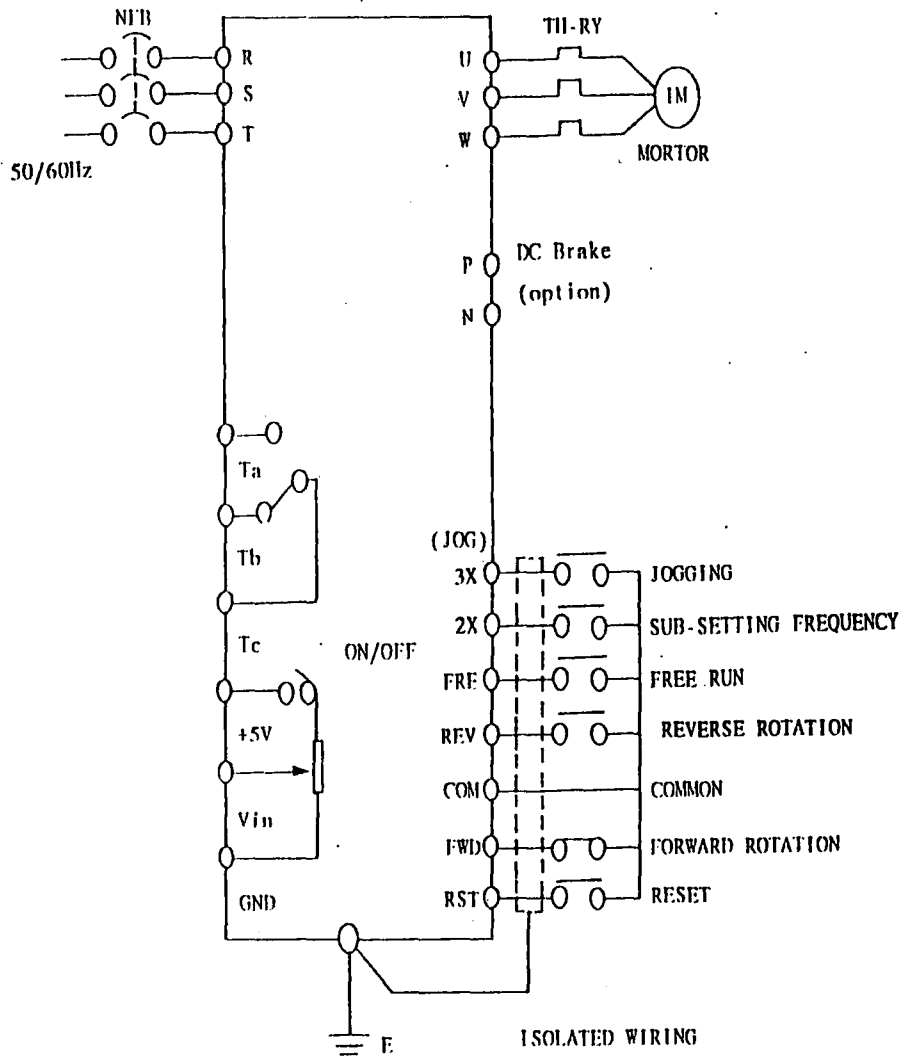 NFB
R
S
T
50/60Hz
U
V
W
TH-RY
IM
MORTOR
P
N
DC Brake
(option)
Ta
Tb
Tc
ON/OFF
+5V
Vin
GND
(JOG)
3X JOGGING
2X SUB-SETTING FREQUENCY
FRE FREE RUN
REV REVERSE ROTATION
COM COMMON
FWD FORWARD ROTATION
RST RESET
E
ISOLATED WIRING